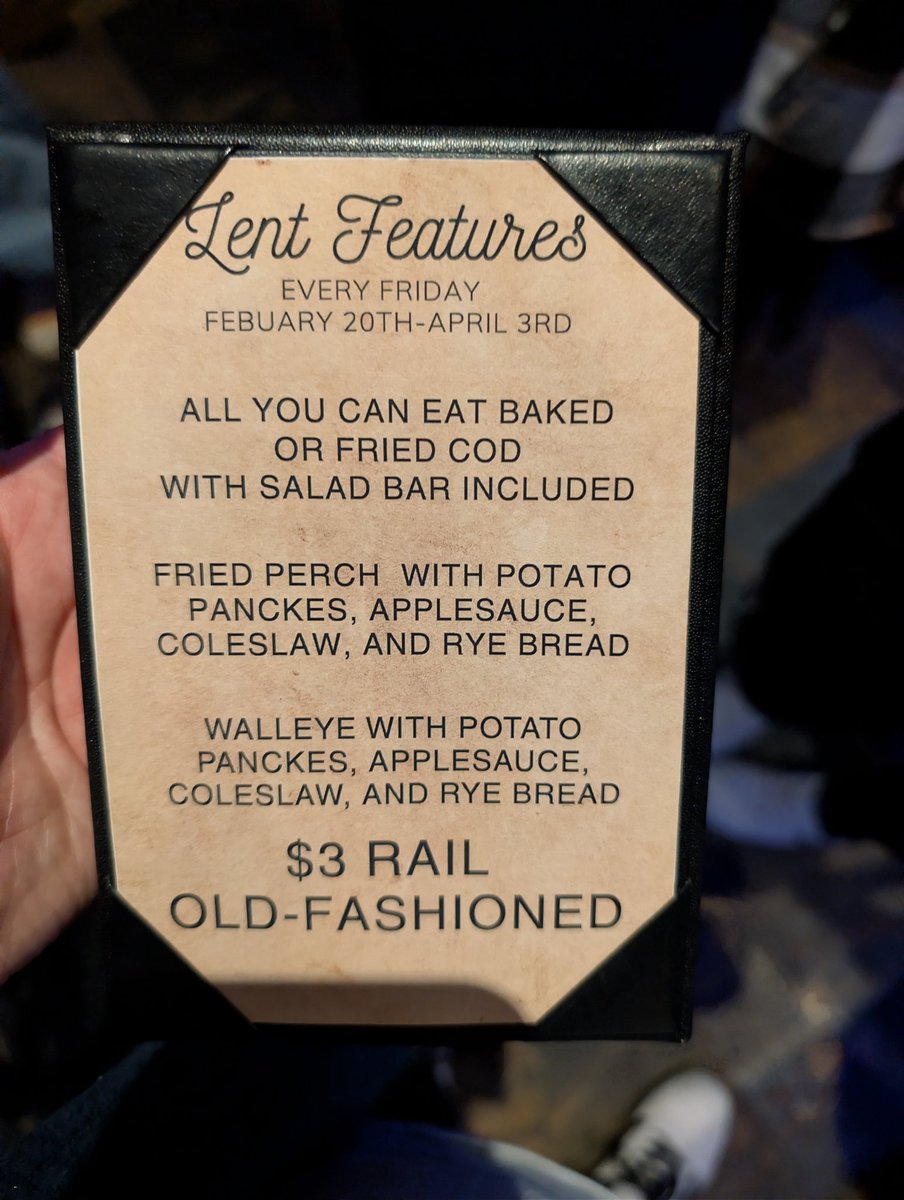 Lent Features
EVERY FRIDAY
FEBUARY 20TH-APRIL 3RD
ALL YOU CAN EAT BAKED
OR FRIED COD
WITH SALAD BAR INCLUDED
FRIED PERCH WITH POTATO
PANCKES, APPLESAUCE,
COLESLAW, AND RYE BREAD
WALLEYE WITH POTATO
PANCKES, APPLESAUCE,
COLESLAW, AND RYE BREAD
$3 RAIL
OLD-FASHIONED